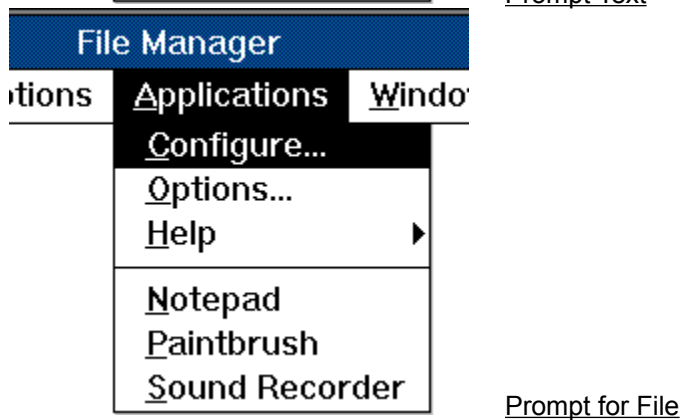 Prompt Text
File Manager
tions Applications Windo
Configure...
Options...
Help
Notepad
Paintbrush
Sound Recorder
Prompt for File